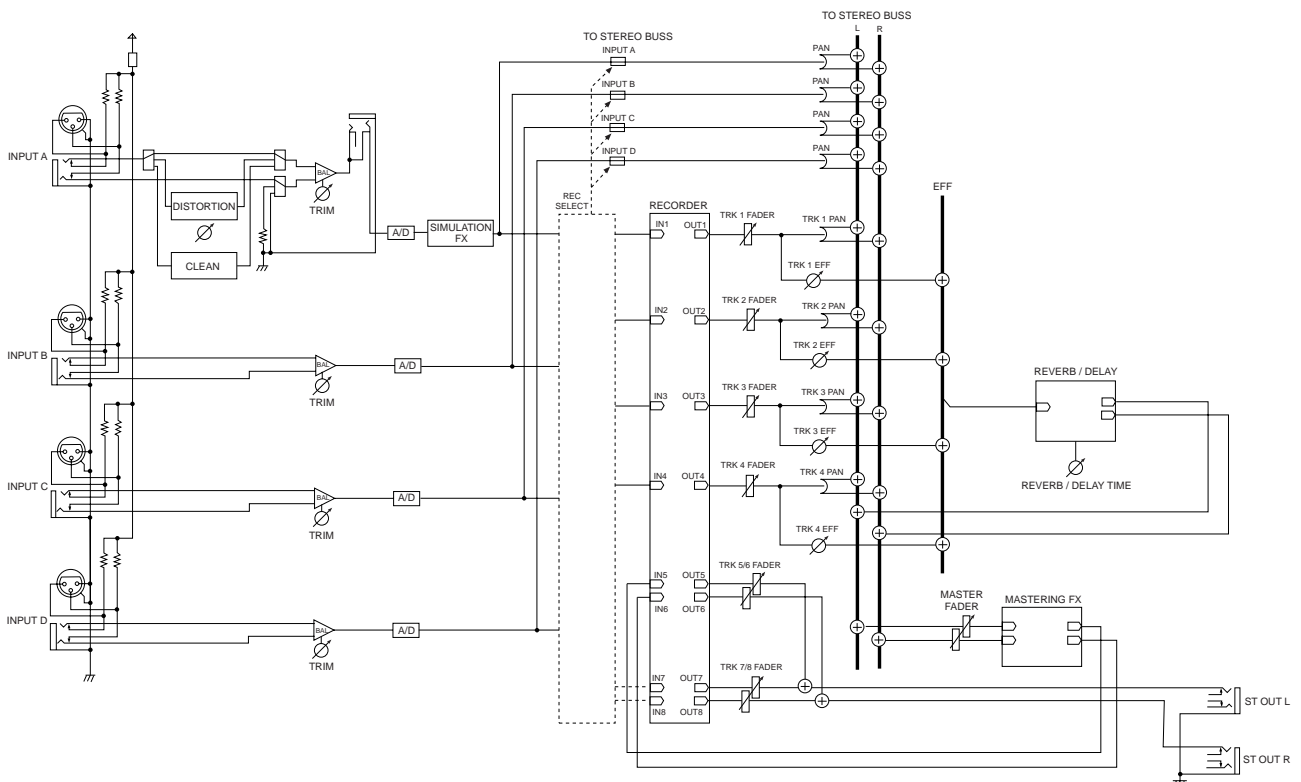 TO STEREO BUSS
L R
TO STEREO BUSS
INPUT A
PAN
INPUT B
PAN
INPUT C
PAN
INPUT D
PAN
INPUT A
BAL
TRIM
DISTORTION
CLEAN
A/D
SIMULATION
FX
REC
SELECT
RECORDER
EFF
IN1 OUT1
TRK 1 FADER
TRK 1 PAN
TRK 1 EFF
IN2 OUT2
TRK 2 FADER
TRK 2 PAN
TRK 2 EFF
INPUT B
BAL
TRIM
A/D
IN3 OUT3
TRK 3 FADER
TRK 3 PAN
TRK 3 EFF
REVERB / DELAY
REVERB / DELAY TIME
INPUT C
BAL
TRIM
A/D
IN4 OUT4
TRK 4 FADER
TRK 4 PAN
TRK 4 EFF
IN5 OUT5
IN6 OUT6
TRK 5/6 FADER
INPUT D
BAL
TRIM
A/D
MASTER
FADER
MASTERING FX
TRK 7/8 FADER
IN7 OUT7
IN8 OUT8
ST OUT L
ST OUT R